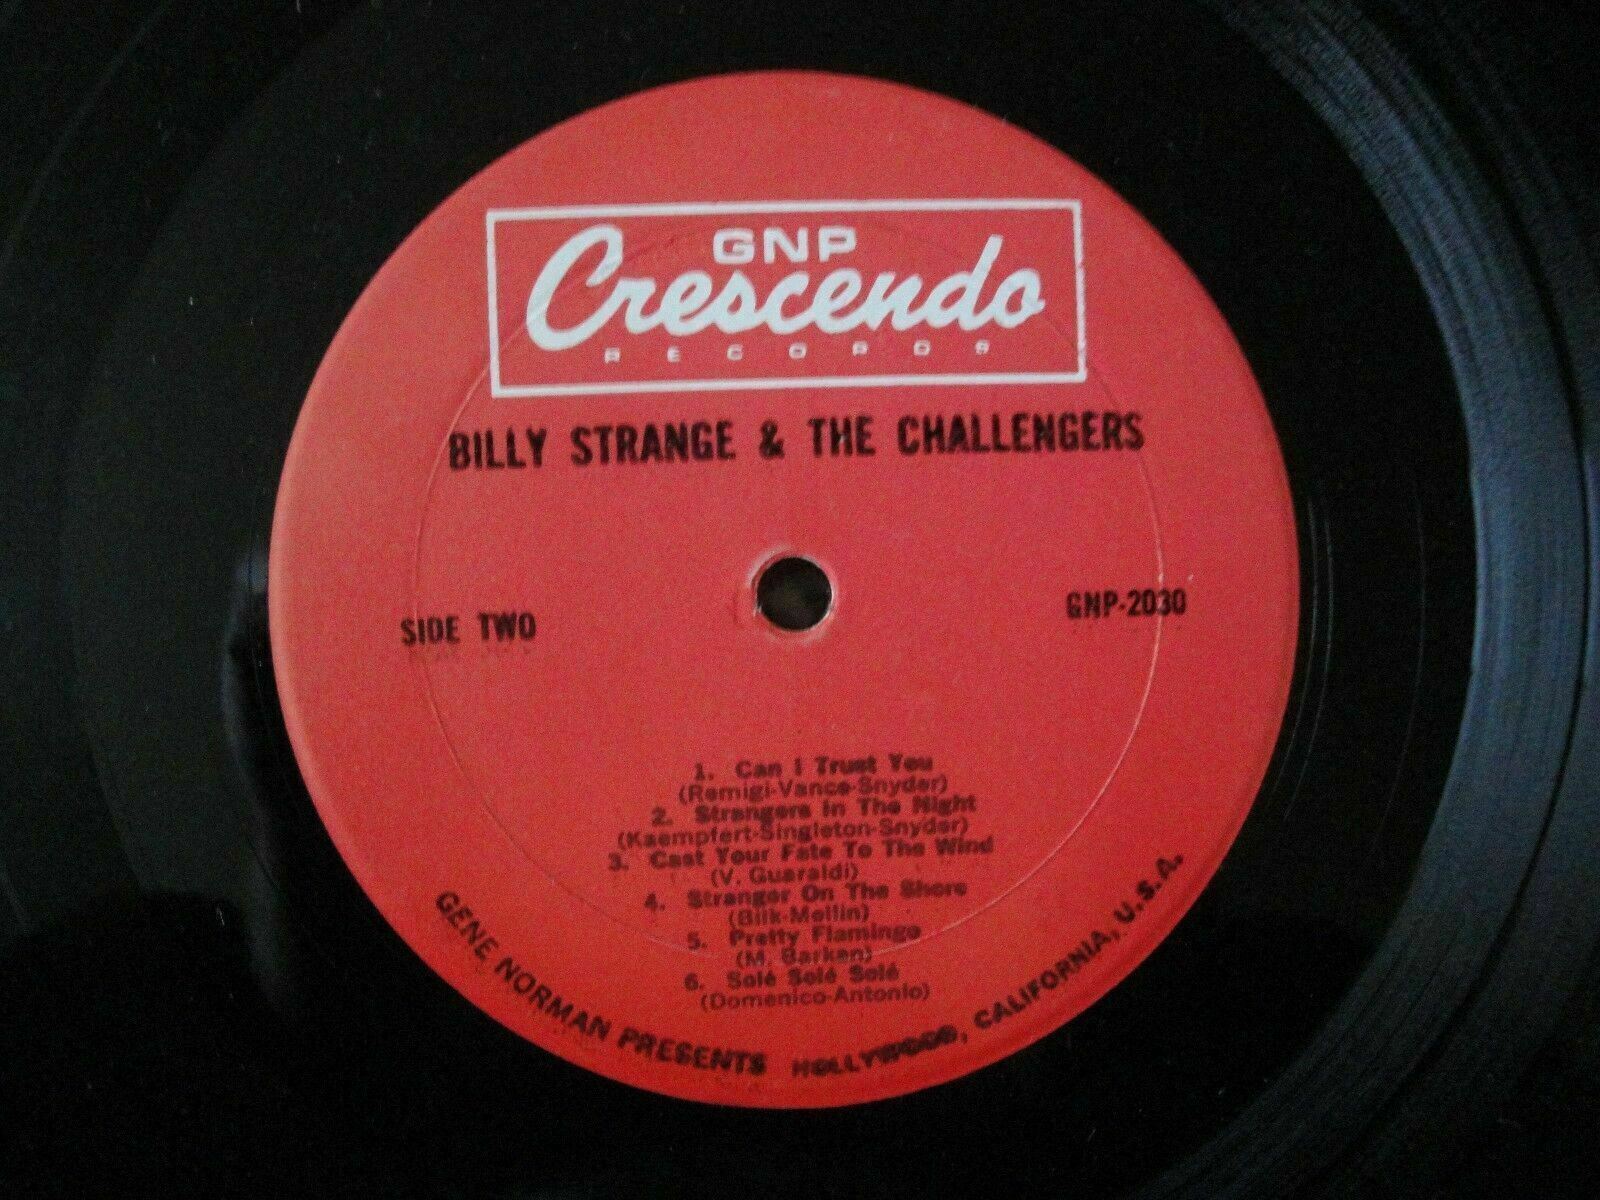 GNP
Crescendo
RECORDS
BILLY STRANGE & THE CHALLENGERS
SIDE TWO
GNP-2030
1. Can I Trust You
(Remigi-Vance-Snyder)
2. Strangers In The Night
(Kaempfert-Singleton-Snyder)
3. Cast Your Fate To The Wind
(V. Guaraldi)
4. Stranger On The Shore
(Bilk-Mellin)
5. Pretty Flamingo
(M. Barkan)
6. Solé Solé Solé
(Domenico-Antonio)
GENE NORMAN PRESENTS HOLLYWOOD, CALIFORNIA, U.S.A.